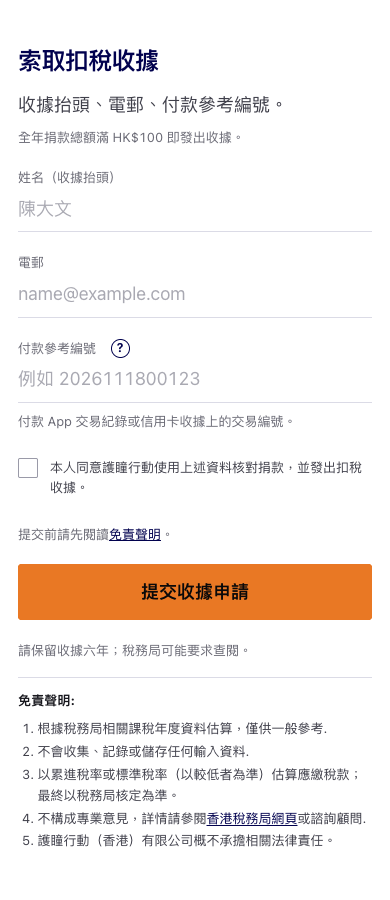 索取扣稅收據
收據抬頭、電郵、付款參考編號。
全年捐款總額滿 HK$100 即發出收據。
姓名（收據抬頭）
陳大文
電郵
name@example.com
付款參考編號 ?
例如 2026111800123
付款 App 交易紀錄或信用卡收據上的交易編號。
本人同意護瞳行動使用上述資料核對捐款，並發出扣稅
收據。
提交前請先閱讀免責聲明。
提交收據申請
請保留收據六年；稅務局可能要求查閱。
免責聲明:
1. 根據稅務局相關課稅年度資料估算，僅供一般參考.
2. 不會收集、記錄或儲存任何輸入資料.
3. 以累進稅率或標準稅率（以較低者為準）估算應繳稅款；
最終以稅務局核定為準。
4. 不構成專業意見，詳情請參閱香港稅務局網頁或諮詢顧問.
5. 護瞳行動（香港）有限公司概不承擔相關法律責任。